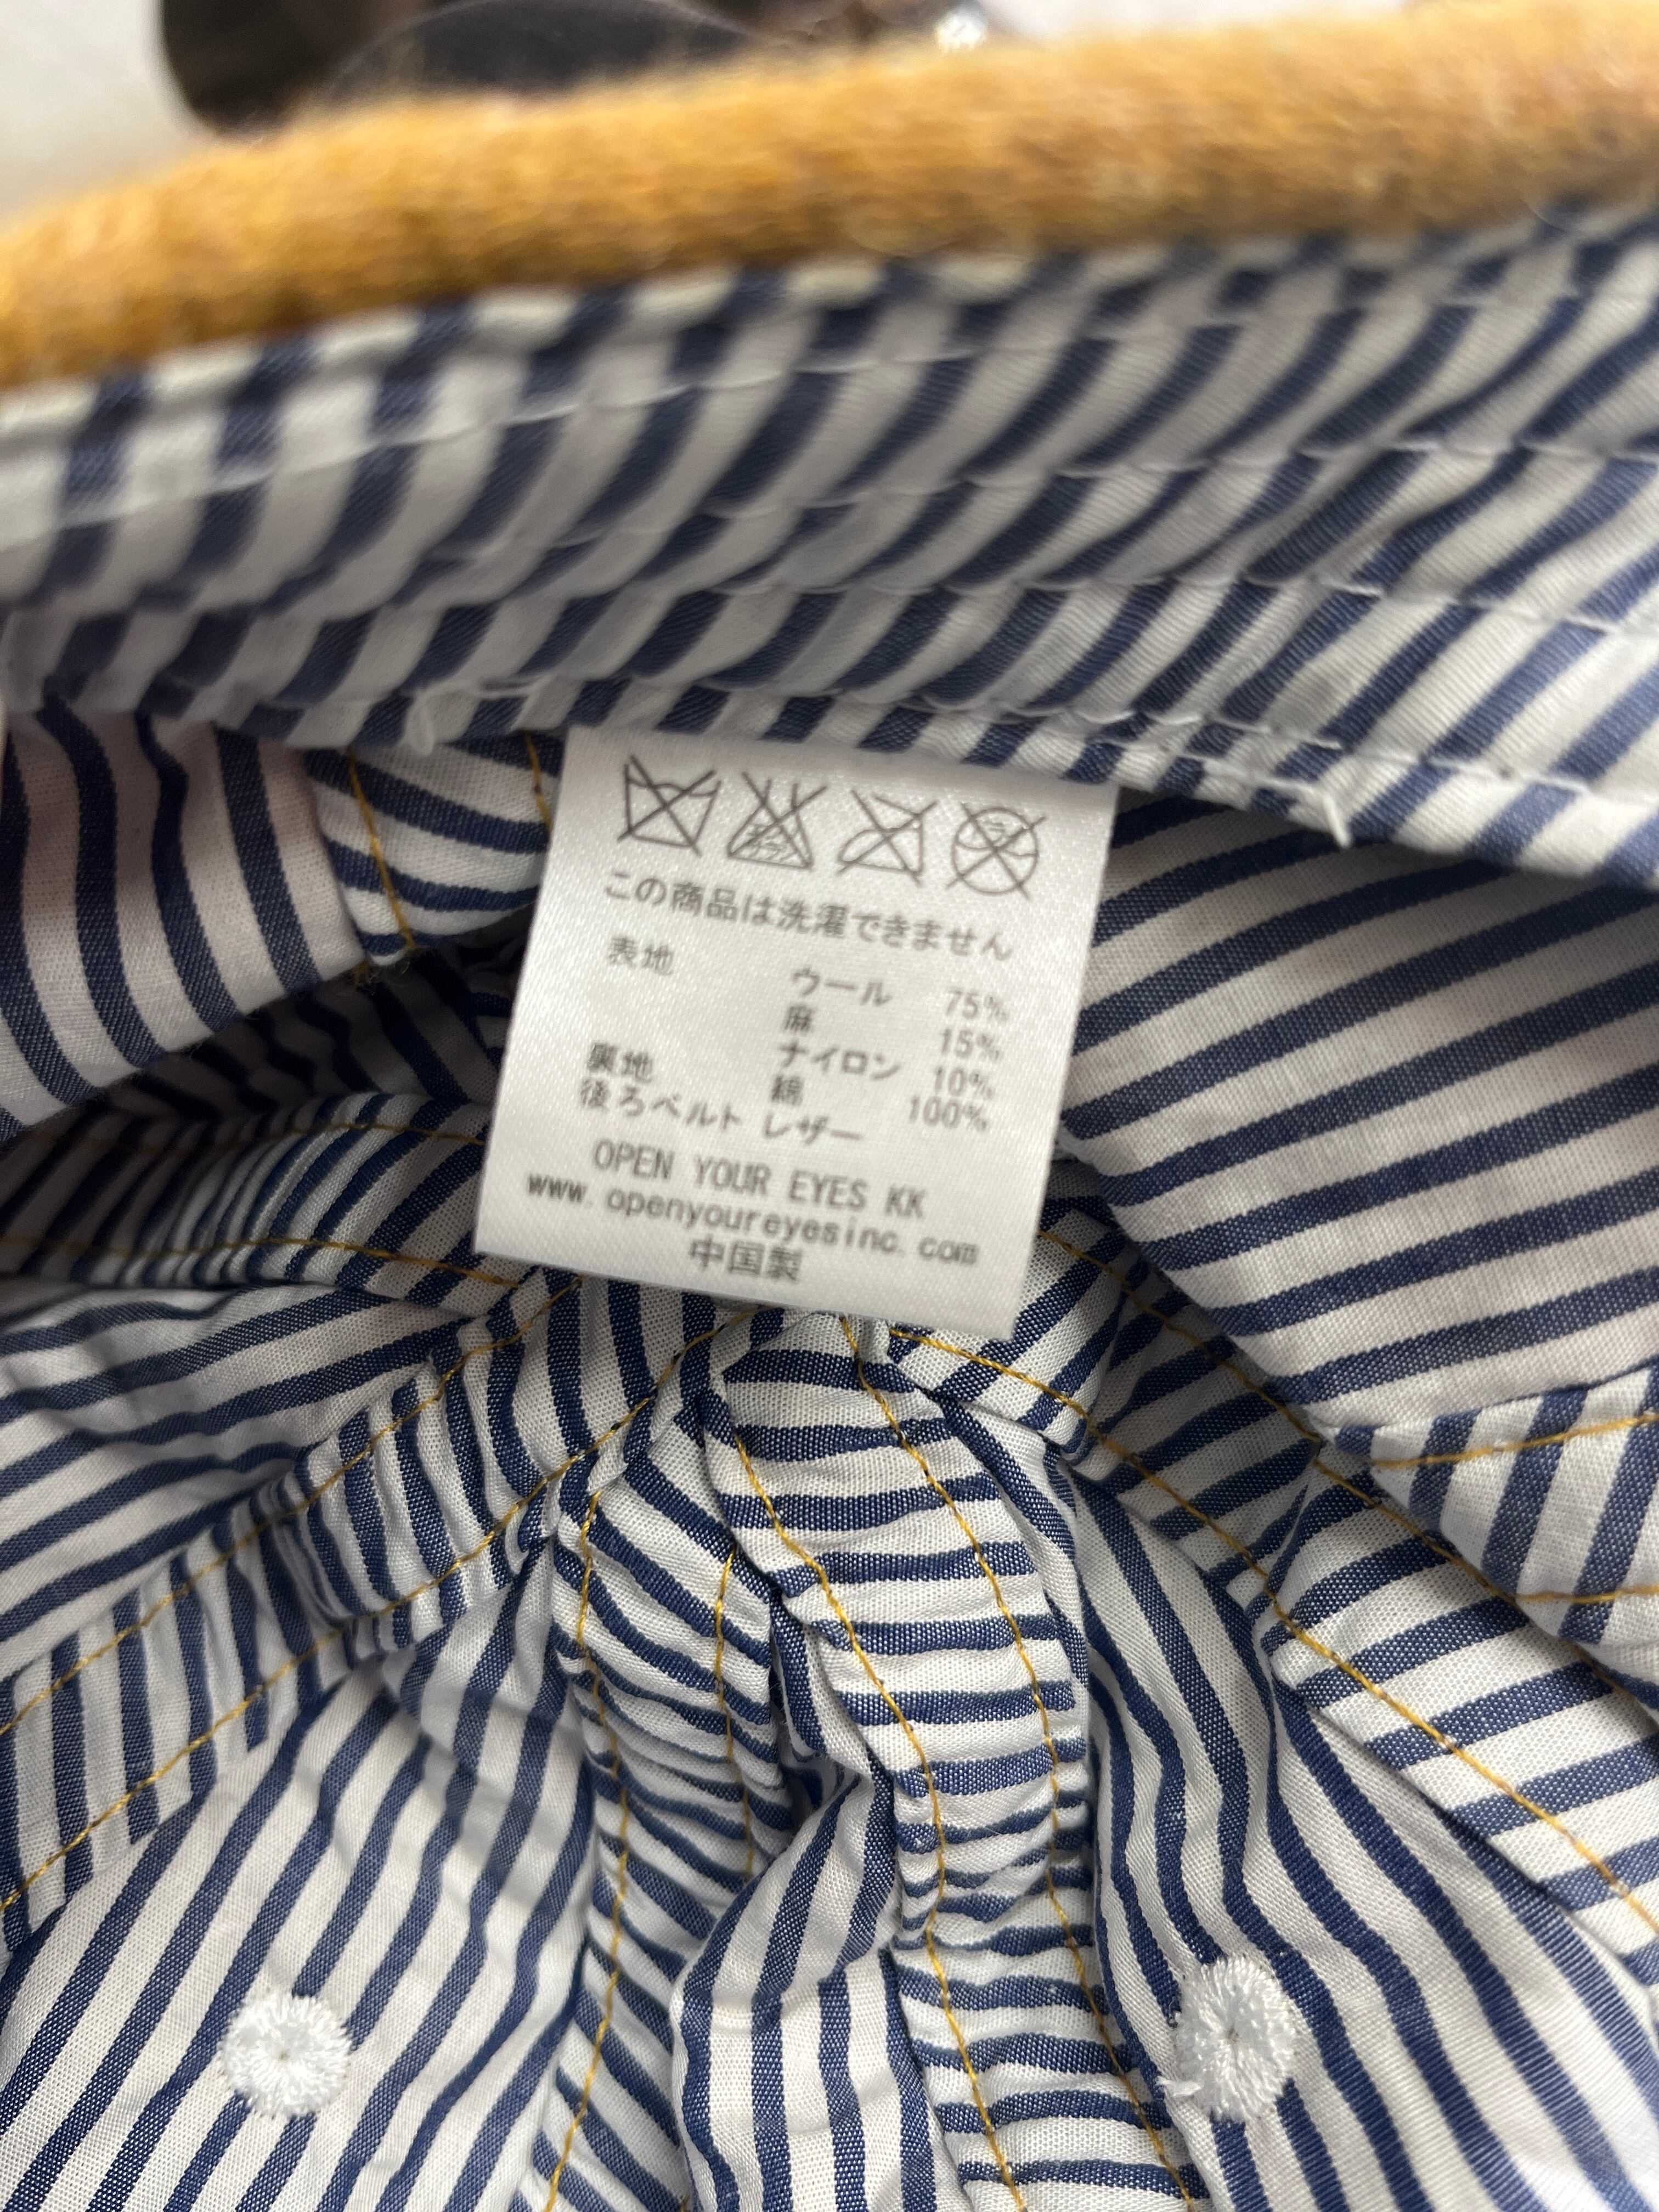 この商品は洗濯できません
表地 ウール 75%
麻 15%
ナイロン 10%
裏地 綿 100%
後ろベルト レザー
OPEN YOUR EYES KK
www.openyoureyesinc.com
中国製